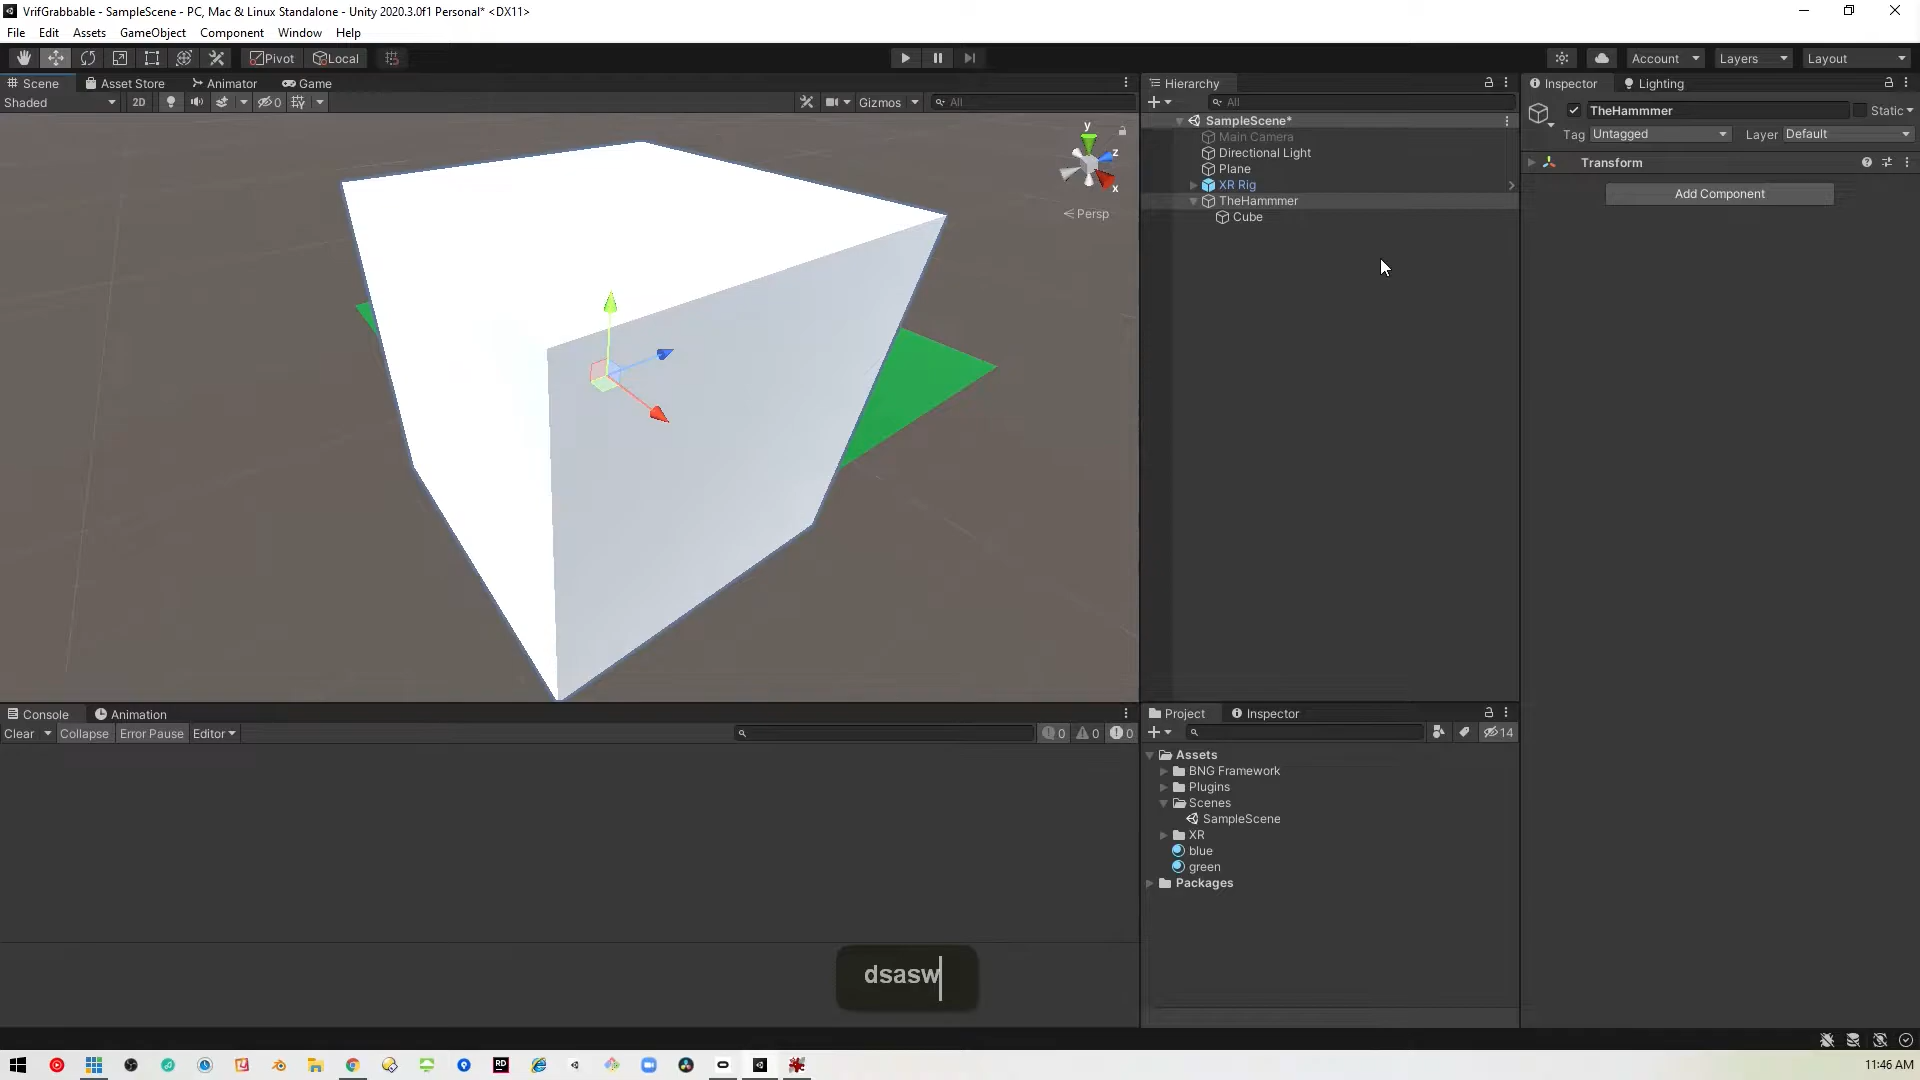 VrifGrabbable - SampleScene - PC, Mac & Linux Standalone - Unity 2020.3.0f1 Personal* <DX11>
File Edit Assets GameObject Component Window Help
Pivot Local Account Layers Layout
Scene Asset Store Animator Game
Shaded 2D 0 Gizmos All
y
z
x
Persp
Hierarchy
All
SampleScene*
Main Camera
Directional Light
Plane
XR Rig
TheHammmer
Cube
Inspector Lighting
TheHammmer Static
Tag Untagged Layer Default
Transform
Add Component
Console Animation
Clear Collapse Error Pause Editor 0 0 0
Project Inspector
14
Assets
BNG Framework
Plugins
Scenes
SampleScene
XR
blue
green
Packages
dsasw
RD
11:46 AM